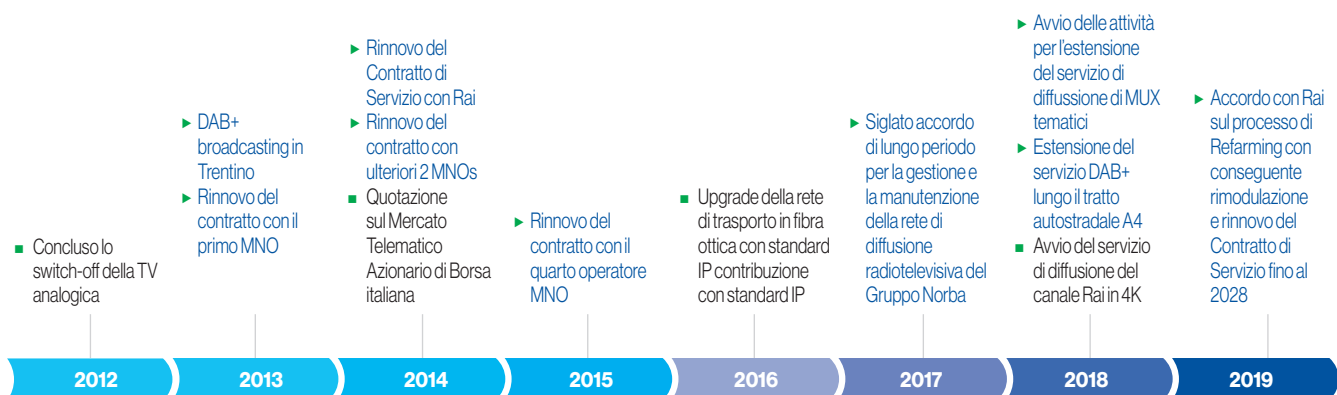 ■ Concluso lo
switch-off della TV
analogica
► DAB+
broadcasting in
Trentino
► Rinnovo del
contratto con il
primo MNO
► Rinnovo del
Contratto di
Servizio con Rai
► Rinnovo del
contratto con
ulteriori 2 MNOs
■ Quotazione
sul Mercato
Telematico
Azionario di Borsa
italiana
► Rinnovo del
contratto con il
quarto operatore
MNO
■ Upgrade della rete
di trasporto in fibra
ottica con standard
IP contribuzione
con standard IP
► Siglato accordo
di lungo periodo
per la gestione e
la manutenzione
della rete di
diffusione
radiotelevisiva del
Gruppo Norba
► Avvio delle attività
per l'estensione
del servizio di
diffussione di MUX
tematici
► Estensione del
servizio DAB+
lungo il tratto
autostradale A4
■ Avvio del servizio
di diffusione del
canale Rai in 4K
► Accordo con Rai
sul processo di
Refarming con
conseguente
rimodulazione
e rinnovo del
Contratto di
Servizio fino al
2028
2012
2013
2014
2015
2016
2017
2018
2019